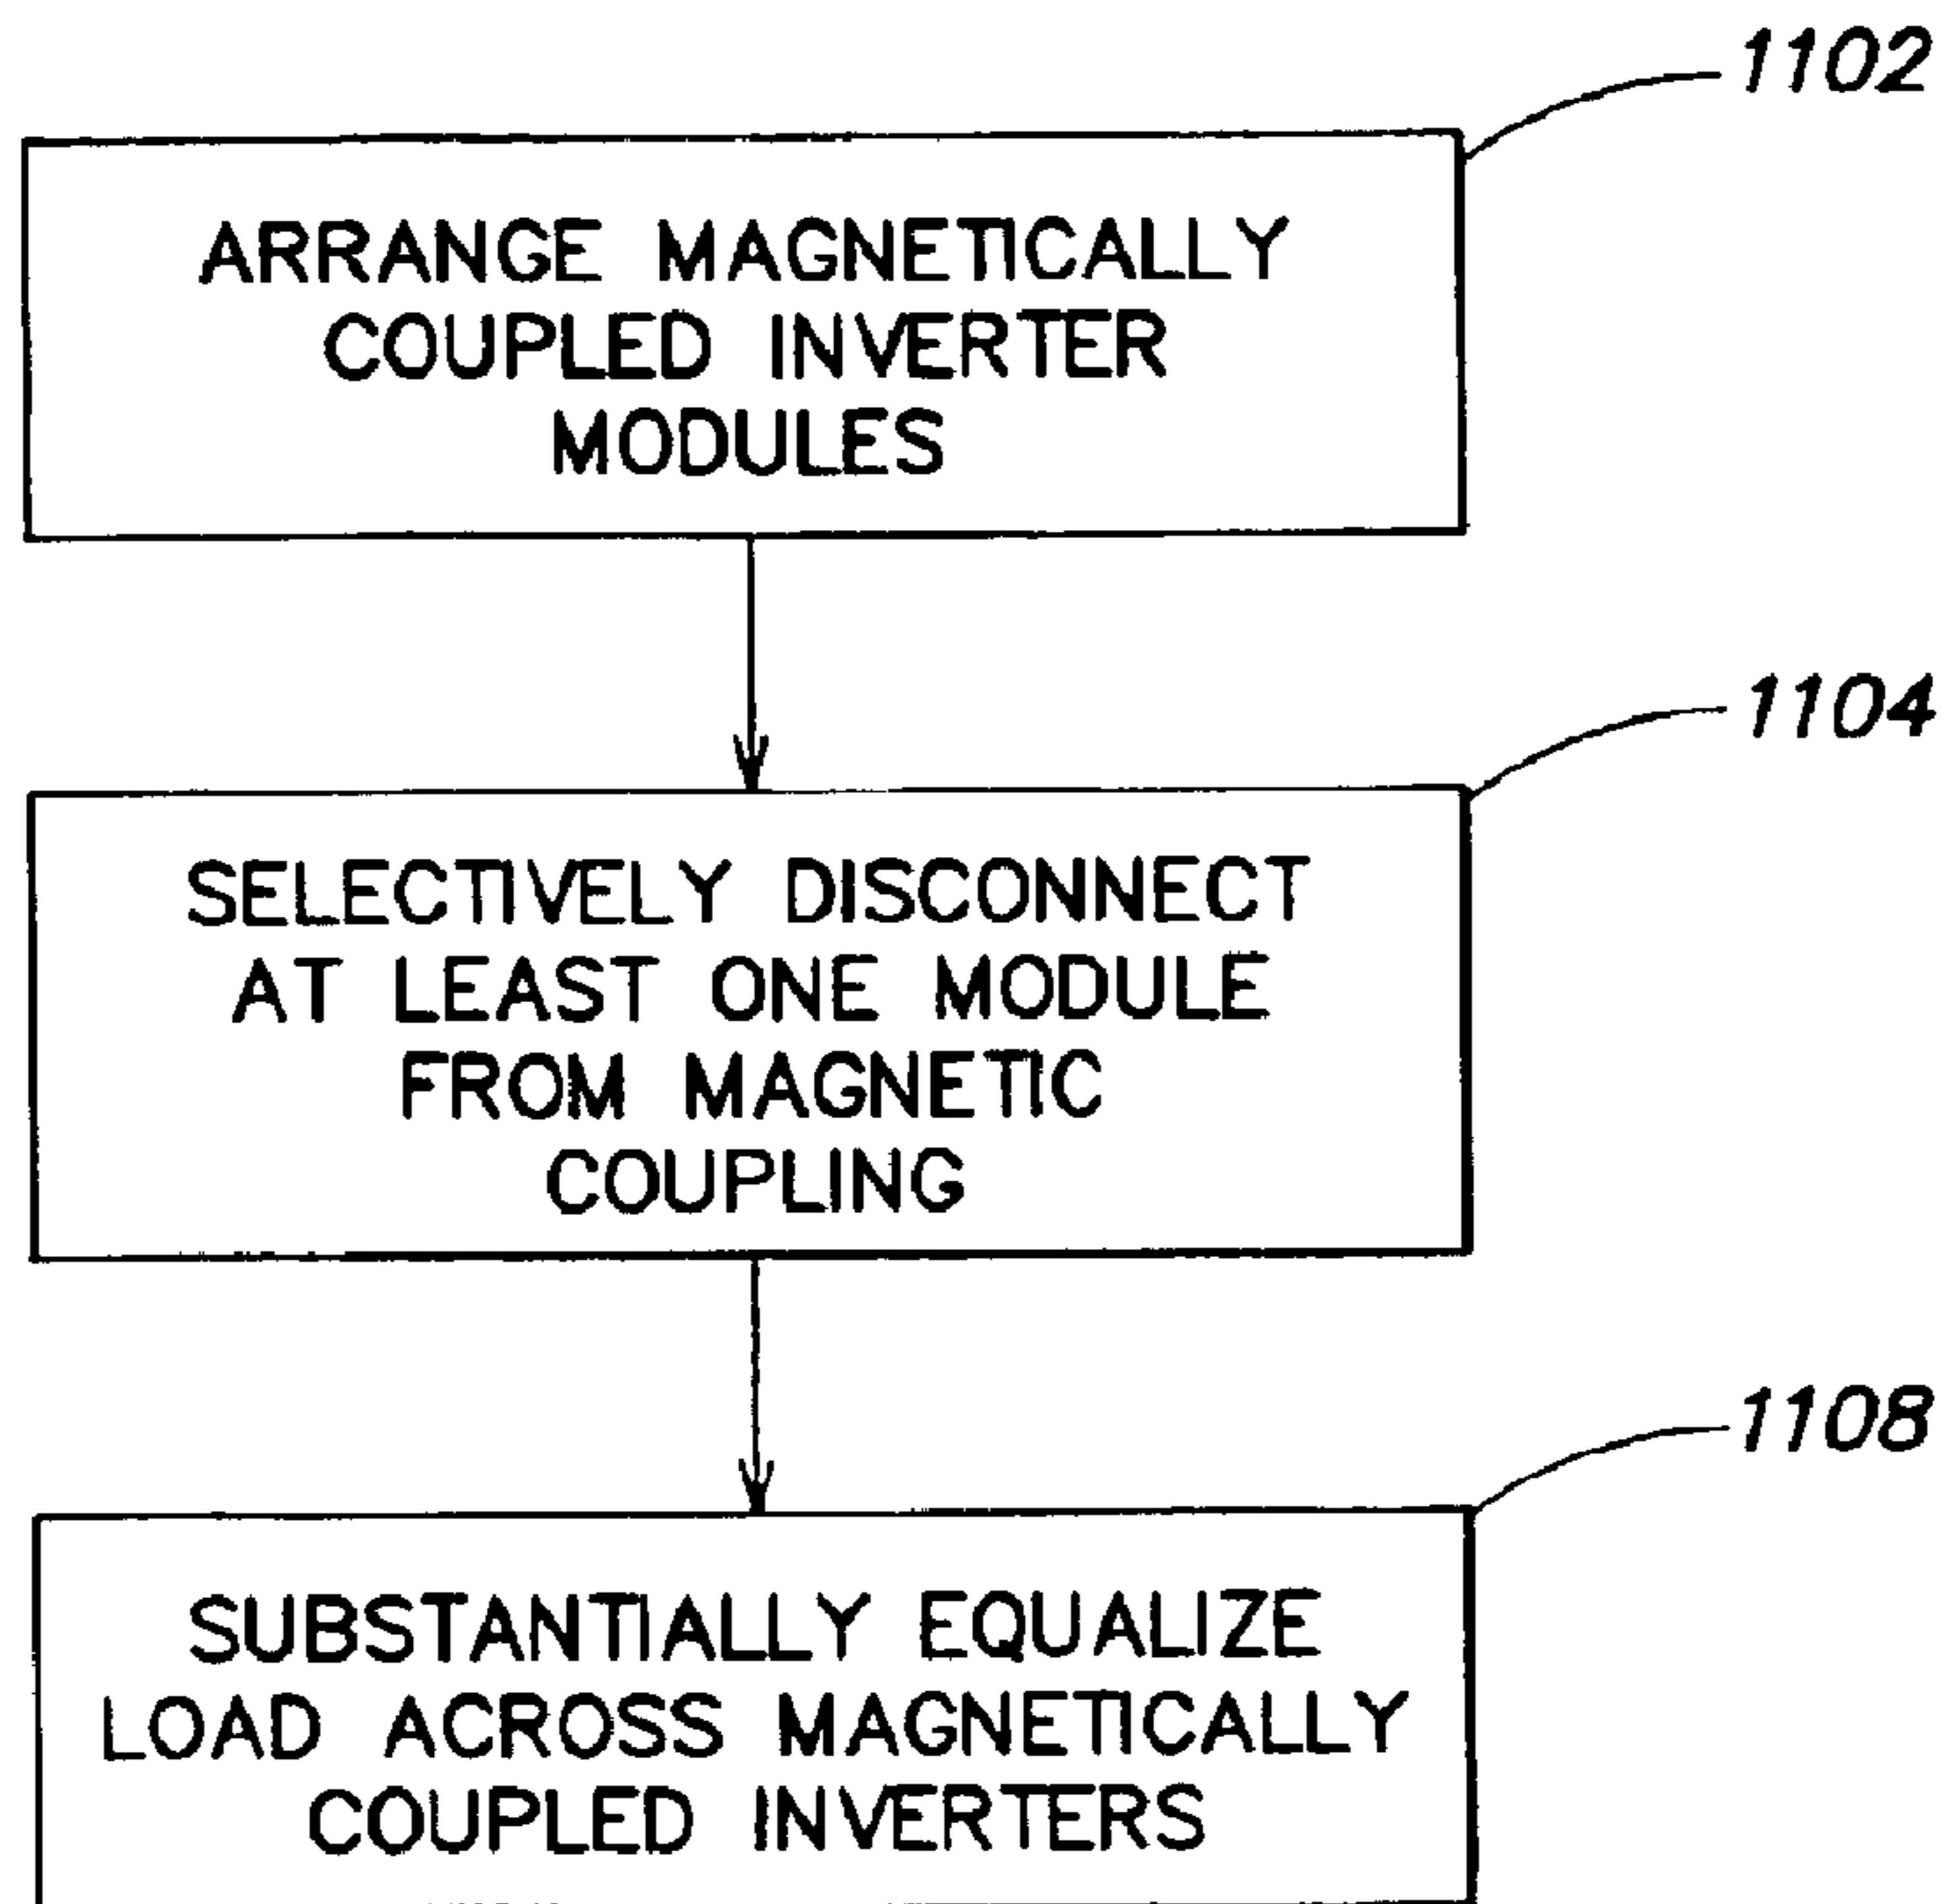 1102
ARRANGE MAGNETICALLY
COUPLED INVERTER
MODULES
1104
SELECTIVELY DISCONNECT
AT LEAST ONE MODULE
FROM MAGNETIC
COUPLING
1108
SUBSTANTIALLY EQUALIZE
LOAD ACROSS MAGNETICALLY
COUPLED INVERTERS